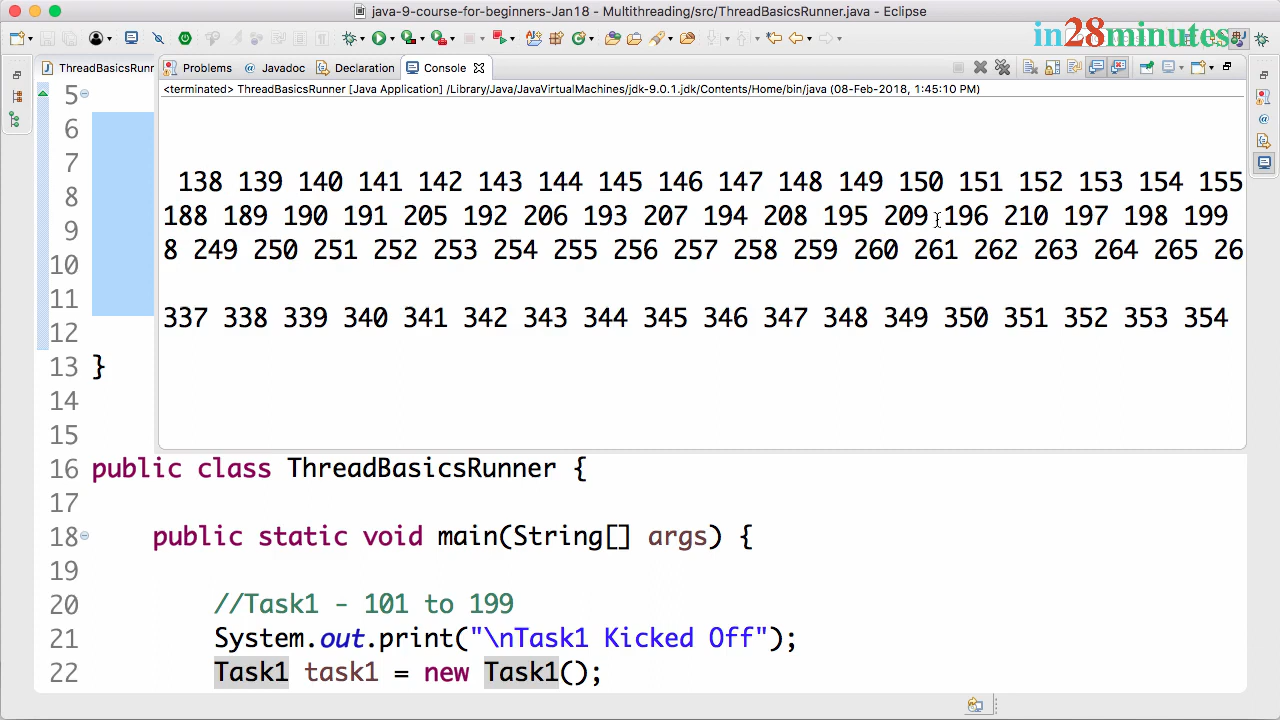 java-9-course-for-beginners-Jan18 - Multithreading/src/ThreadBasicsRunner.java - Eclipse
in28minutes
ThreadBasicsRunr
Problems @ Javadoc Declaration Console
<terminated> ThreadBasicsRunner [Java Application] /Library/Java/JavaVirtualMachines/jdk-9.0.1.jdk/Contents/Home/bin/java (08-Feb-2018, 1:45:10 PM)
5
6
7
138 139 140 141 142 143 144 145 146 147 148 149 150 151 152 153 154 155
8
188 189 190 191 205 192 206 193 207 194 208 195 209 196 210 197 198 199
9
8 249 250 251 252 253 254 255 256 257 258 259 260 261 262 263 264 265 26
10
11
337 338 339 340 341 342 343 344 345 346 347 348 349 350 351 352 353 354
12
13 }
14
15
16 public class ThreadBasicsRunner {
17
18 public static void main(String[] args) {
19
20 //Task1 - 101 to 199
21 System.out.print("\nTask1 Kicked Off");
22 Task1 task1 = new Task1();